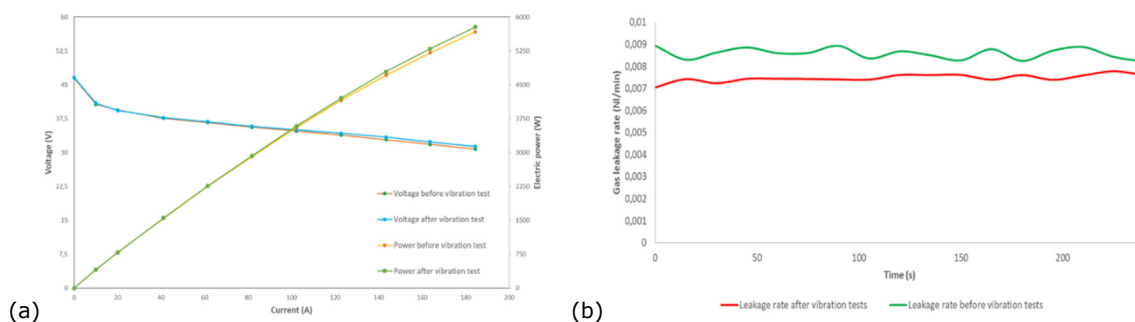 (a)
60
52,5
45
37,5
30
22,5
15
7,5
0
Voltage (V)
6000
5250
4500
3750
3000
2250
1500
750
0
Electric power (W)
Voltage before vibration test
Voltage after vibration test
Power before vibration test
Power after vibration test
0 20 40 60 80 100 120 140 160 180 200
Current (A)
(b)
0,01
0,009
0,008
0,007
0,006
0,005
0,004
0,003
0,002
0,001
0
Gas leakage rate (Nl/min)
0 50 100 150 200
Time (s)
Leakage rate after vibration tests Leakage rate before vibration tests